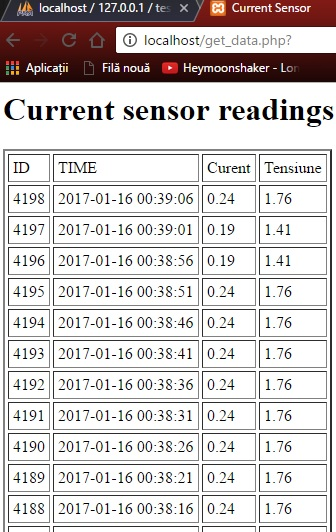 localhost / 127.0.0.1 / te
Current Sensor
localhost/get_data.php?
Aplicații
Filă nouă
Heymoonshaker - Lon
Current sensor readings
ID TIME Curent Tensiune
4198 2017-01-16 00:39:06 0.24 1.76
4197 2017-01-16 00:39:01 0.19 1.41
4196 2017-01-16 00:38:56 0.19 1.41
4195 2017-01-16 00:38:51 0.24 1.76
4194 2017-01-16 00:38:46 0.24 1.76
4193 2017-01-16 00:38:41 0.24 1.76
4192 2017-01-16 00:38:36 0.24 1.76
4191 2017-01-16 00:38:31 0.24 1.76
4190 2017-01-16 00:38:26 0.24 1.76
4189 2017-01-16 00:38:21 0.24 1.76
4188 2017-01-16 00:38:16 0.24 1.76